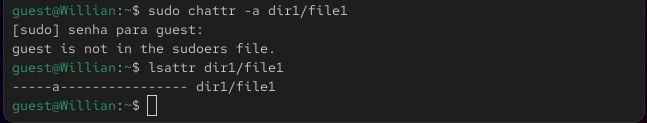 guest@Willian:~$ sudo chattr -a dir1/file1
[sudo] senha para guest:
guest is not in the sudoers file.
guest@Willian:~$ lsattr dir1/file1
-----a---------------- dir1/file1
guest@Willian:~$